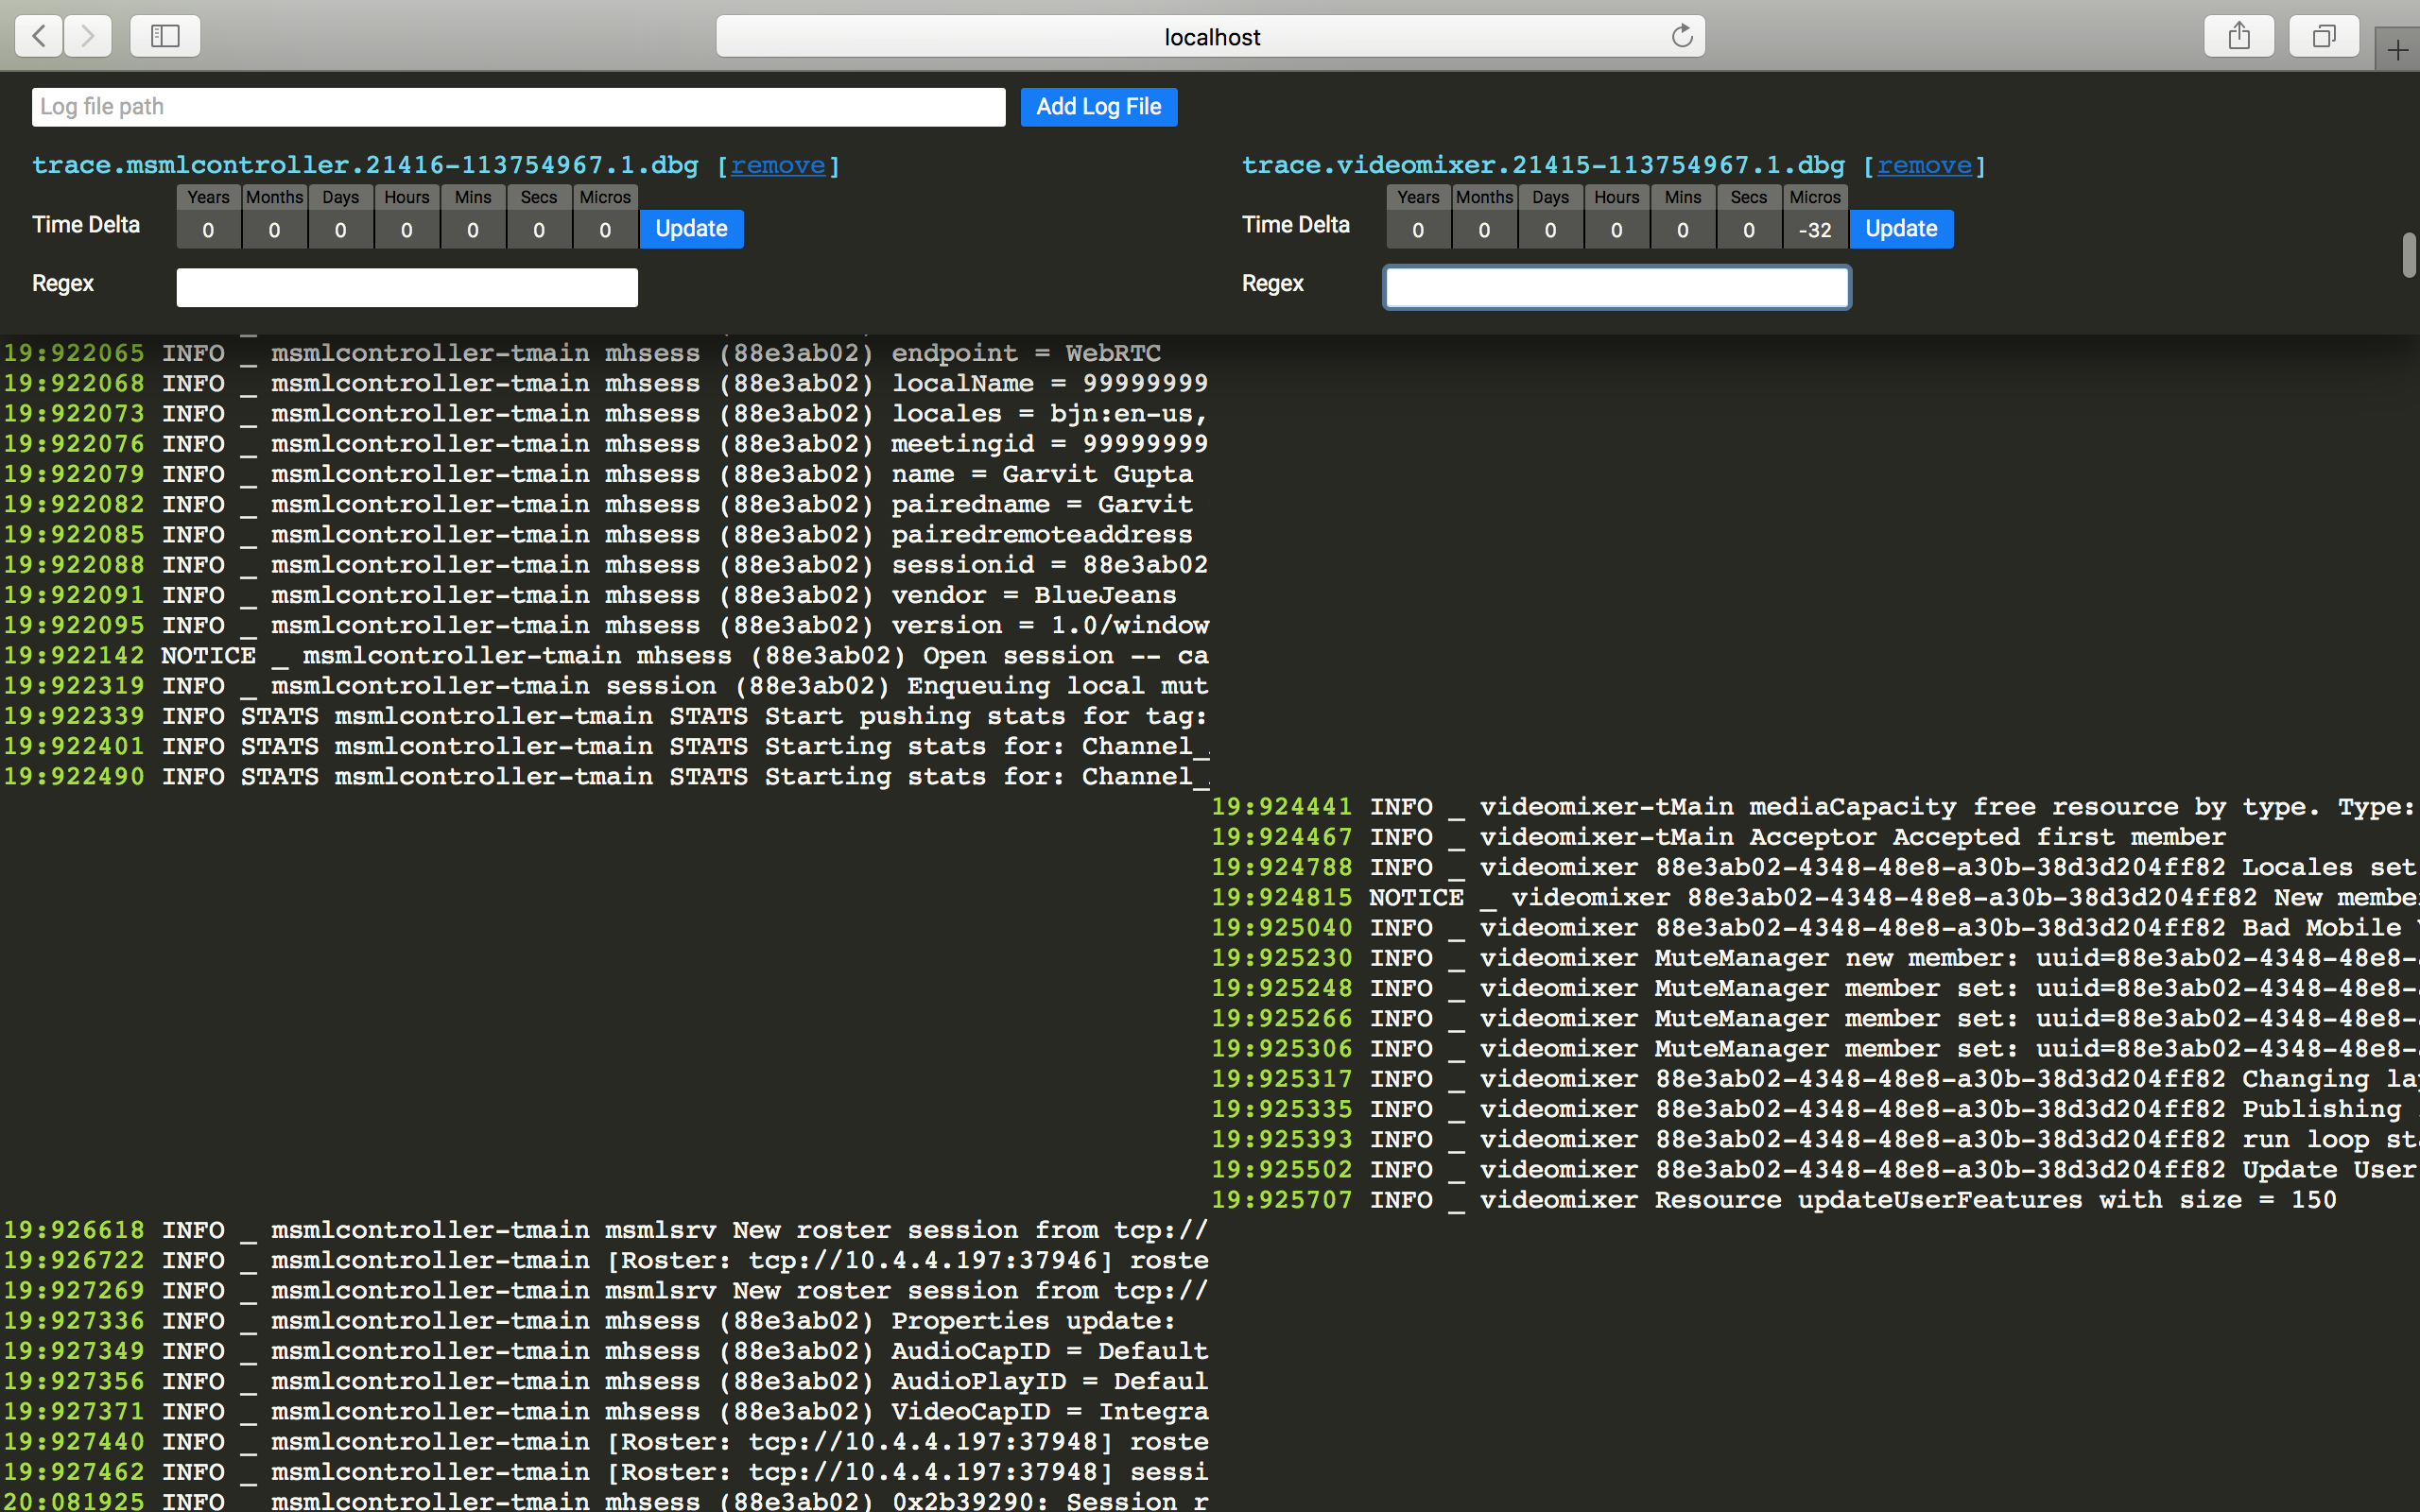 localhost
Log file path
Add Log File
trace.msmlcontroller.21416-113754967.1.dbg [remove]
Years Months Days Hours Mins Secs Micros
Time Delta 0 0 0 0 0 0 0 Update
Regex
trace.videomixer.21415-113754967.1.dbg [remove]
Years Months Days Hours Mins Secs Micros
Time Delta 0 0 0 0 0 0 -32 Update
Regex
19:922065 INFO _ msmlcontroller-tmain mhsess (88e3ab02) endpoint = WebRTC
19:922068 INFO _ msmlcontroller-tmain mhsess (88e3ab02) localName = 99999999
19:922073 INFO _ msmlcontroller-tmain mhsess (88e3ab02) locales = bjn:en-us,
19:922076 INFO _ msmlcontroller-tmain mhsess (88e3ab02) meetingid = 99999999
19:922079 INFO _ msmlcontroller-tmain mhsess (88e3ab02) name = Garvit Gupta
19:922082 INFO _ msmlcontroller-tmain mhsess (88e3ab02) pairedname = Garvit
19:922085 INFO _ msmlcontroller-tmain mhsess (88e3ab02) pairedremoteaddress
19:922088 INFO _ msmlcontroller-tmain mhsess (88e3ab02) sessionid = 88e3ab02
19:922091 INFO _ msmlcontroller-tmain mhsess (88e3ab02) vendor = BlueJeans
19:922095 INFO _ msmlcontroller-tmain mhsess (88e3ab02) version = 1.0/window
19:922142 NOTICE _ msmlcontroller-tmain mhsess (88e3ab02) Open session -- ca
19:922319 INFO _ msmlcontroller-tmain session (88e3ab02) Enqueuing local mut
19:922339 INFO STATS msmlcontroller-tmain STATS Start pushing stats for tag:
19:922401 INFO STATS msmlcontroller-tmain STATS Starting stats for: Channel_
19:922490 INFO STATS msmlcontroller-tmain STATS Starting stats for: Channel_
19:924441 INFO _ videomixer-tMain mediaCapacity free resource by type. Type:
19:924467 INFO _ videomixer-tMain Acceptor Accepted first member
19:924788 INFO _ videomixer 88e3ab02-4348-48e8-a30b-38d3d204ff82 Locales set
19:924815 NOTICE _ videomixer 88e3ab02-4348-48e8-a30b-38d3d204ff82 New membe
19:925040 INFO _ videomixer 88e3ab02-4348-48e8-a30b-38d3d204ff82 Bad Mobile
19:925230 INFO _ videomixer MuteManager new member: uuid=88e3ab02-4348-48e8-
19:925248 INFO _ videomixer MuteManager member set: uuid=88e3ab02-4348-48e8-
19:925266 INFO _ videomixer MuteManager member set: uuid=88e3ab02-4348-48e8-
19:925306 INFO _ videomixer MuteManager member set: uuid=88e3ab02-4348-48e8-
19:925317 INFO _ videomixer 88e3ab02-4348-48e8-a30b-38d3d204ff82 Changing la
19:925335 INFO _ videomixer 88e3ab02-4348-48e8-a30b-38d3d204ff82 Publishing
19:925393 INFO _ videomixer 88e3ab02-4348-48e8-a30b-38d3d204ff82 run loop st
19:925502 INFO _ videomixer 88e3ab02-4348-48e8-a30b-38d3d204ff82 Update User
19:925707 INFO _ videomixer Resource updateUserFeatures with size = 150
19:926618 INFO _ msmlcontroller-tmain msmlsrv New roster session from tcp://
19:926722 INFO _ msmlcontroller-tmain [Roster: tcp://10.4.4.197:37946] roste
19:927269 INFO _ msmlcontroller-tmain msmlsrv New roster session from tcp://
19:927336 INFO _ msmlcontroller-tmain mhsess (88e3ab02) Properties update:
19:927349 INFO _ msmlcontroller-tmain mhsess (88e3ab02) AudioCapID = Default
19:927356 INFO _ msmlcontroller-tmain mhsess (88e3ab02) AudioPlayID = Defaul
19:927371 INFO _ msmlcontroller-tmain mhsess (88e3ab02) VideoCapID = Integra
19:927440 INFO _ msmlcontroller-tmain [Roster: tcp://10.4.4.197:37948] roste
19:927462 INFO _ msmlcontroller-tmain [Roster: tcp://10.4.4.197:37948] sessi
20:081925 INFO _ msmlcontroller-tmain mhsess (88e3ab02) 0x2b39290: Session r